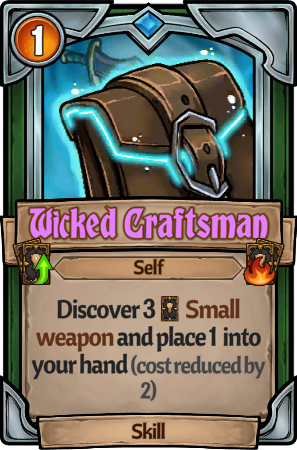 1
Wicked Craftsman
Self
Discover 3 Small
weapon and place 1 into
your hand (cost reduced by
2)
Skill